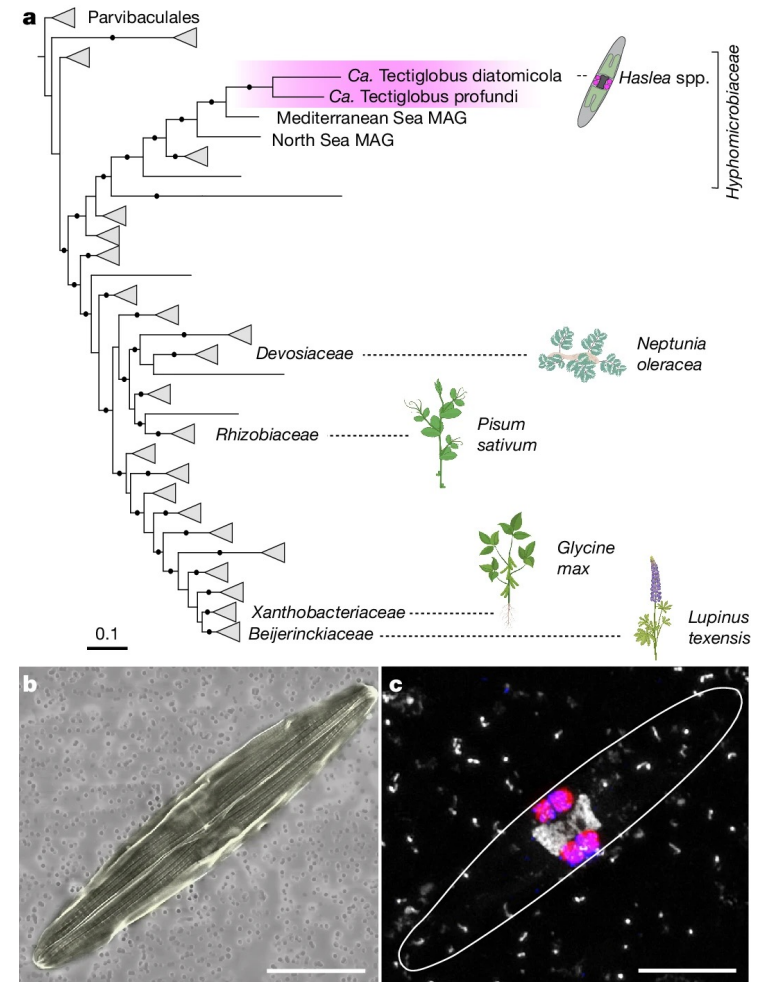 a
Parvibaculales
Ca. Tectiglobus diatomicola
Haslea spp.
Ca. Tectiglobus profundi
Mediterranean Sea MAG
North Sea MAG
Hyphomicrobiaceae
Devosiaceae
Neptunia
oleracea
Rhizobiaceae
Pisum
sativum
Glycine
max
Xanthobacteriaceae
Beijerinckiaceae
Lupinus
texensis
0.1
b
c